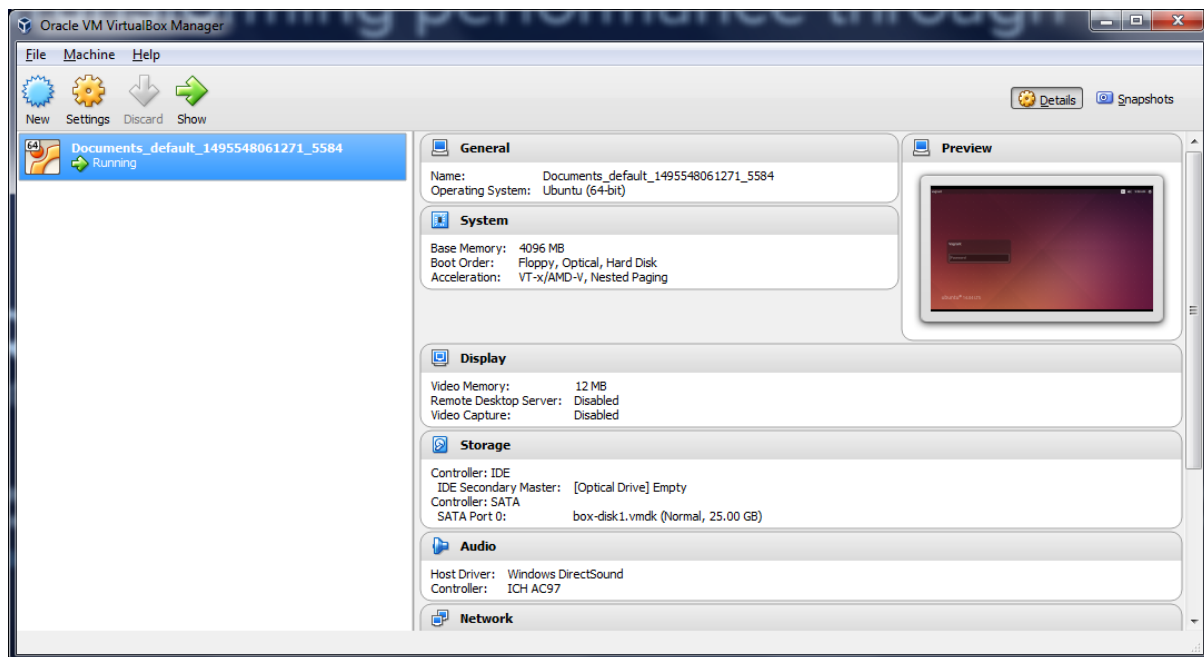 performing performance through
Oracle VM VirtualBox Manager
File Machine Help
New Settings Discard Show
Details Snapshots
64
Documents_default_1495548061271_5584
Running
General
Name: Documents_default_1495548061271_5584
Operating System: Ubuntu (64-bit)
System
Base Memory: 4096 MB
Boot Order: Floppy, Optical, Hard Disk
Acceleration: VT-x/AMD-V, Nested Paging
Preview
Display
Video Memory: 12 MB
Remote Desktop Server: Disabled
Video Capture: Disabled
Storage
Controller: IDE
IDE Secondary Master: [Optical Drive] Empty
Controller: SATA
SATA Port 0: box-disk1.vmdk (Normal, 25.00 GB)
Audio
Host Driver: Windows DirectSound
Controller: ICH AC97
Network